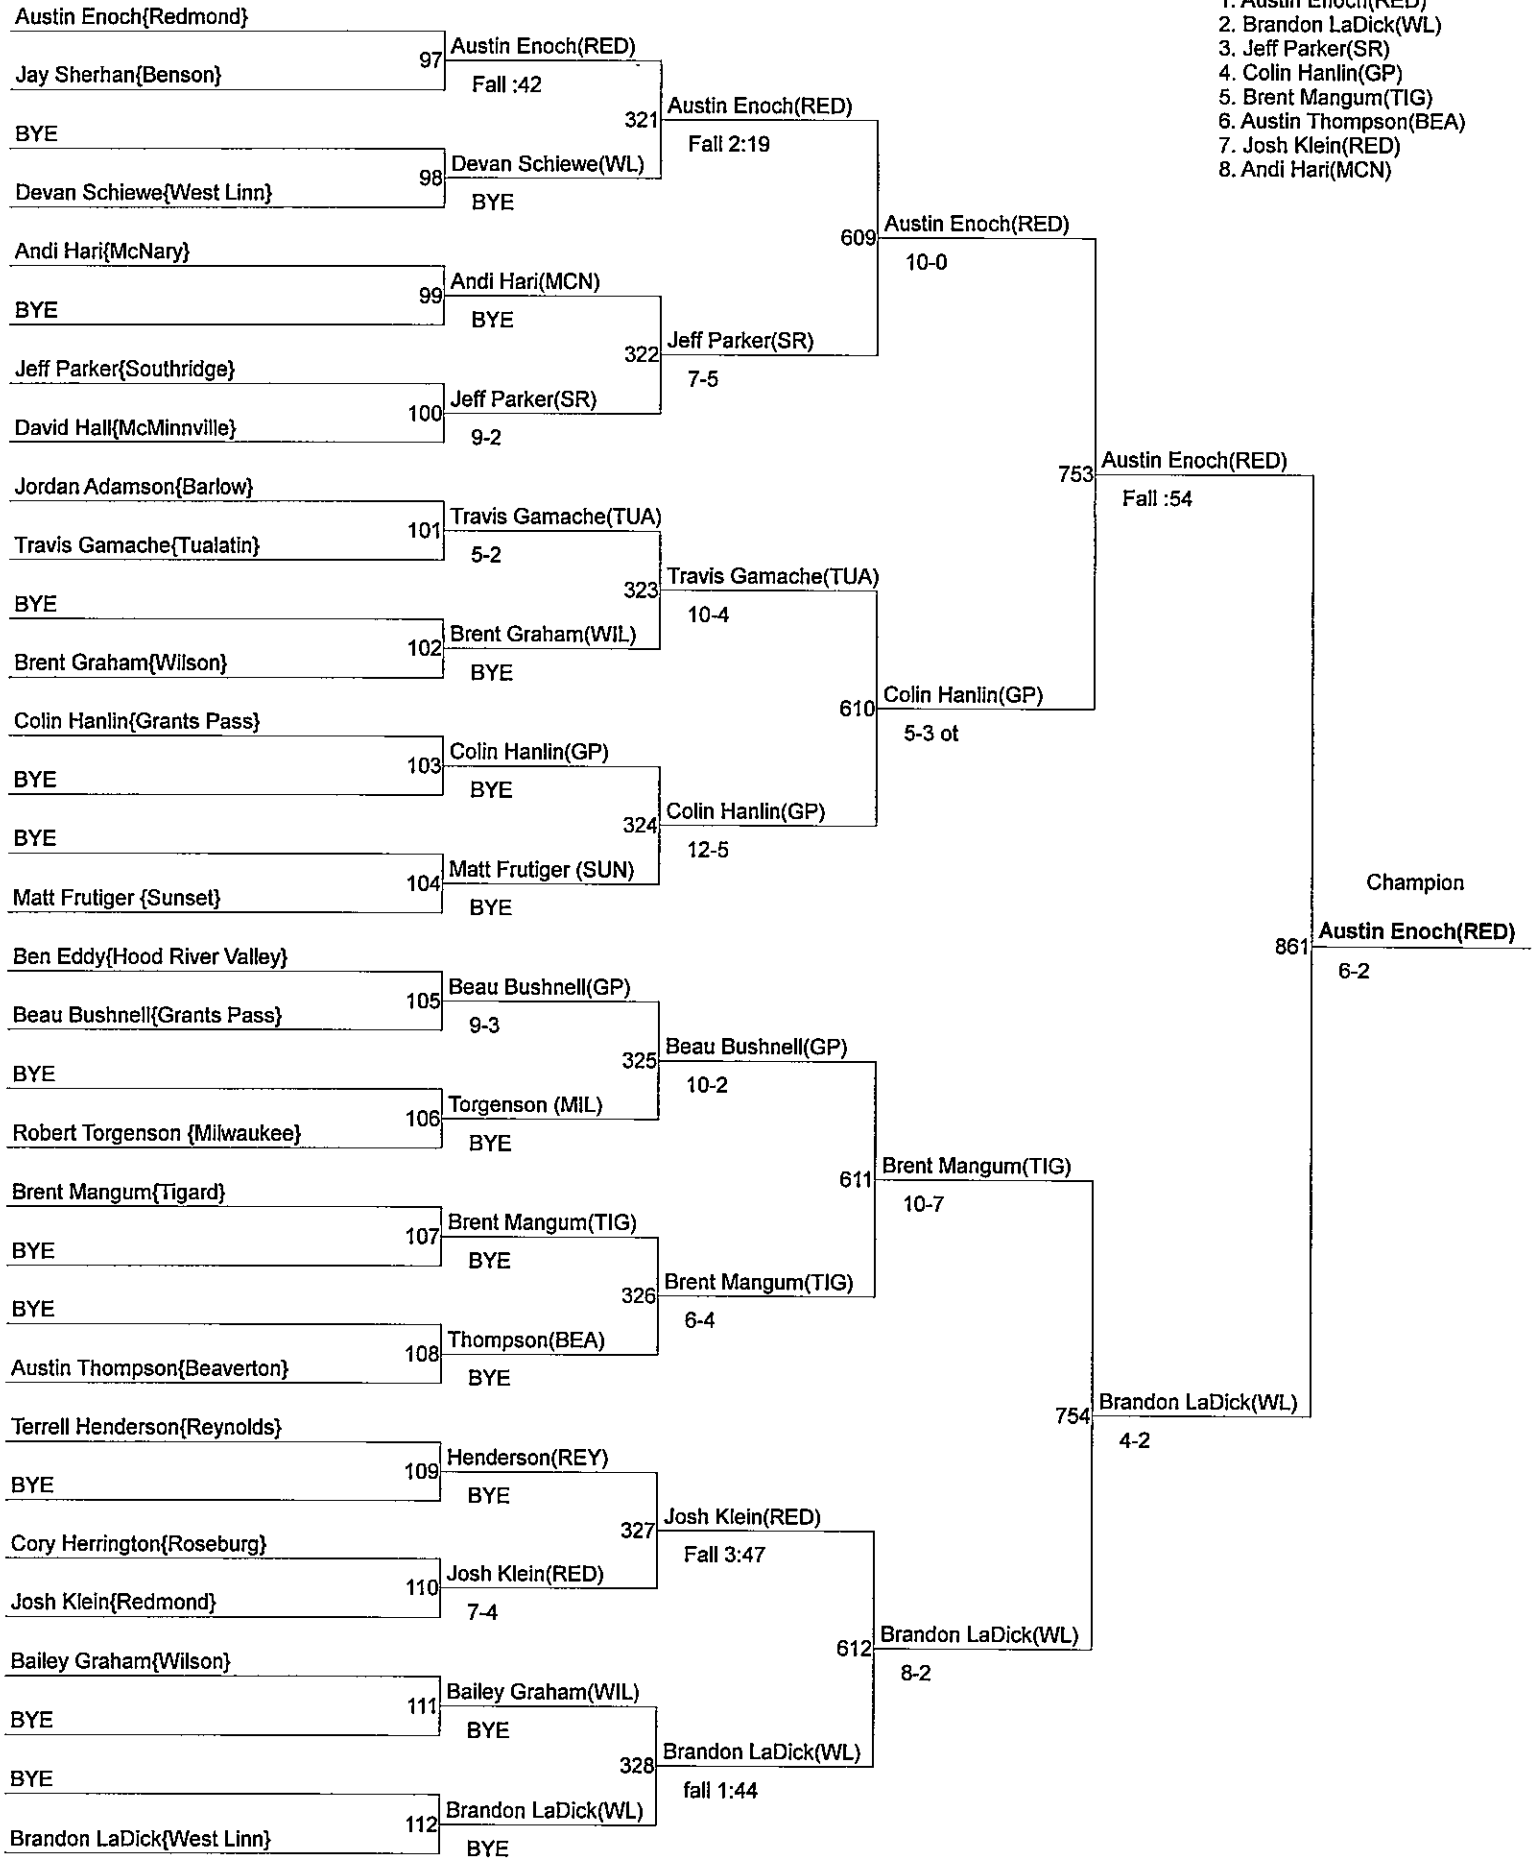 Austin Enoch{Redmond}
Jay Sherhan{Benson}
BYE
Devan Schiewe{West Linn}
Andi Hari{McNary}
BYE
Jeff Parker{Southridge}
David Hall{McMinnville}
Jordan Adamson{Barlow}
Travis Gamache{Tualatin}
BYE
Brent Graham{Wilson}
Colin Hanlin{Grants Pass}
BYE
BYE
Matt Frutiger {Sunset}
Ben Eddy{Hood River Valley}
Beau Bushnell{Grants Pass}
BYE
Robert Torgenson {Milwaukee}
Brent Mangum{Tigard}
BYE
BYE
Austin Thompson{Beaverton}
Terrell Henderson{Reynolds}
BYE
Cory Herrington{Roseburg}
Josh Klein{Redmond}
Bailey Graham{Wilson}
BYE
BYE
Brandon LaDick{West Linn}
97 Austin Enoch(RED)
Fall :42
98 Devan Schiewe(WL)
BYE
99 Andi Hari(MCN)
BYE
100 Jeff Parker(SR)
9-2
101 Travis Gamache(TUA)
5-2
102 Brent Graham(WIL)
BYE
103 Colin Hanlin(GP)
BYE
104 Matt Frutiger (SUN)
BYE
105 Beau Bushnell(GP)
9-3
106 Torgenson (MIL)
BYE
107 Brent Mangum(TIG)
BYE
108 Thompson(BEA)
BYE
109 Henderson(REY)
BYE
110 Josh Klein(RED)
7-4
111 Bailey Graham(WIL)
BYE
112 Brandon LaDick(WL)
BYE
321 Austin Enoch(RED)
Fall 2:19
322 Jeff Parker(SR)
7-5
323 Travis Gamache(TUA)
10-4
324 Colin Hanlin(GP)
12-5
325 Beau Bushnell(GP)
10-2
326 Brent Mangum(TIG)
6-4
327 Josh Klein(RED)
Fall 3:47
328 Brandon LaDick(WL)
fall 1:44
609 Austin Enoch(RED)
10-0
610 Colin Hanlin(GP)
5-3 ot
611 Brent Mangum(TIG)
10-7
612 Brandon LaDick(WL)
8-2
753 Austin Enoch(RED)
Fall :54
754 Brandon LaDick(WL)
4-2
Champion
861 Austin Enoch(RED)
6-2
1. Austin Enoch(RED)
2. Brandon LaDick(WL)
3. Jeff Parker(SR)
4. Colin Hanlin(GP)
5. Brent Mangum(TIG)
6. Austin Thompson(BEA)
7. Josh Klein(RED)
8. Andi Hari(MCN)